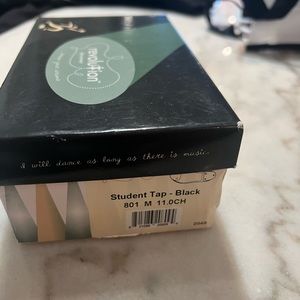 revolution
I will dance as long as there is music...
Student Tap - Black
801 M 11.0CH